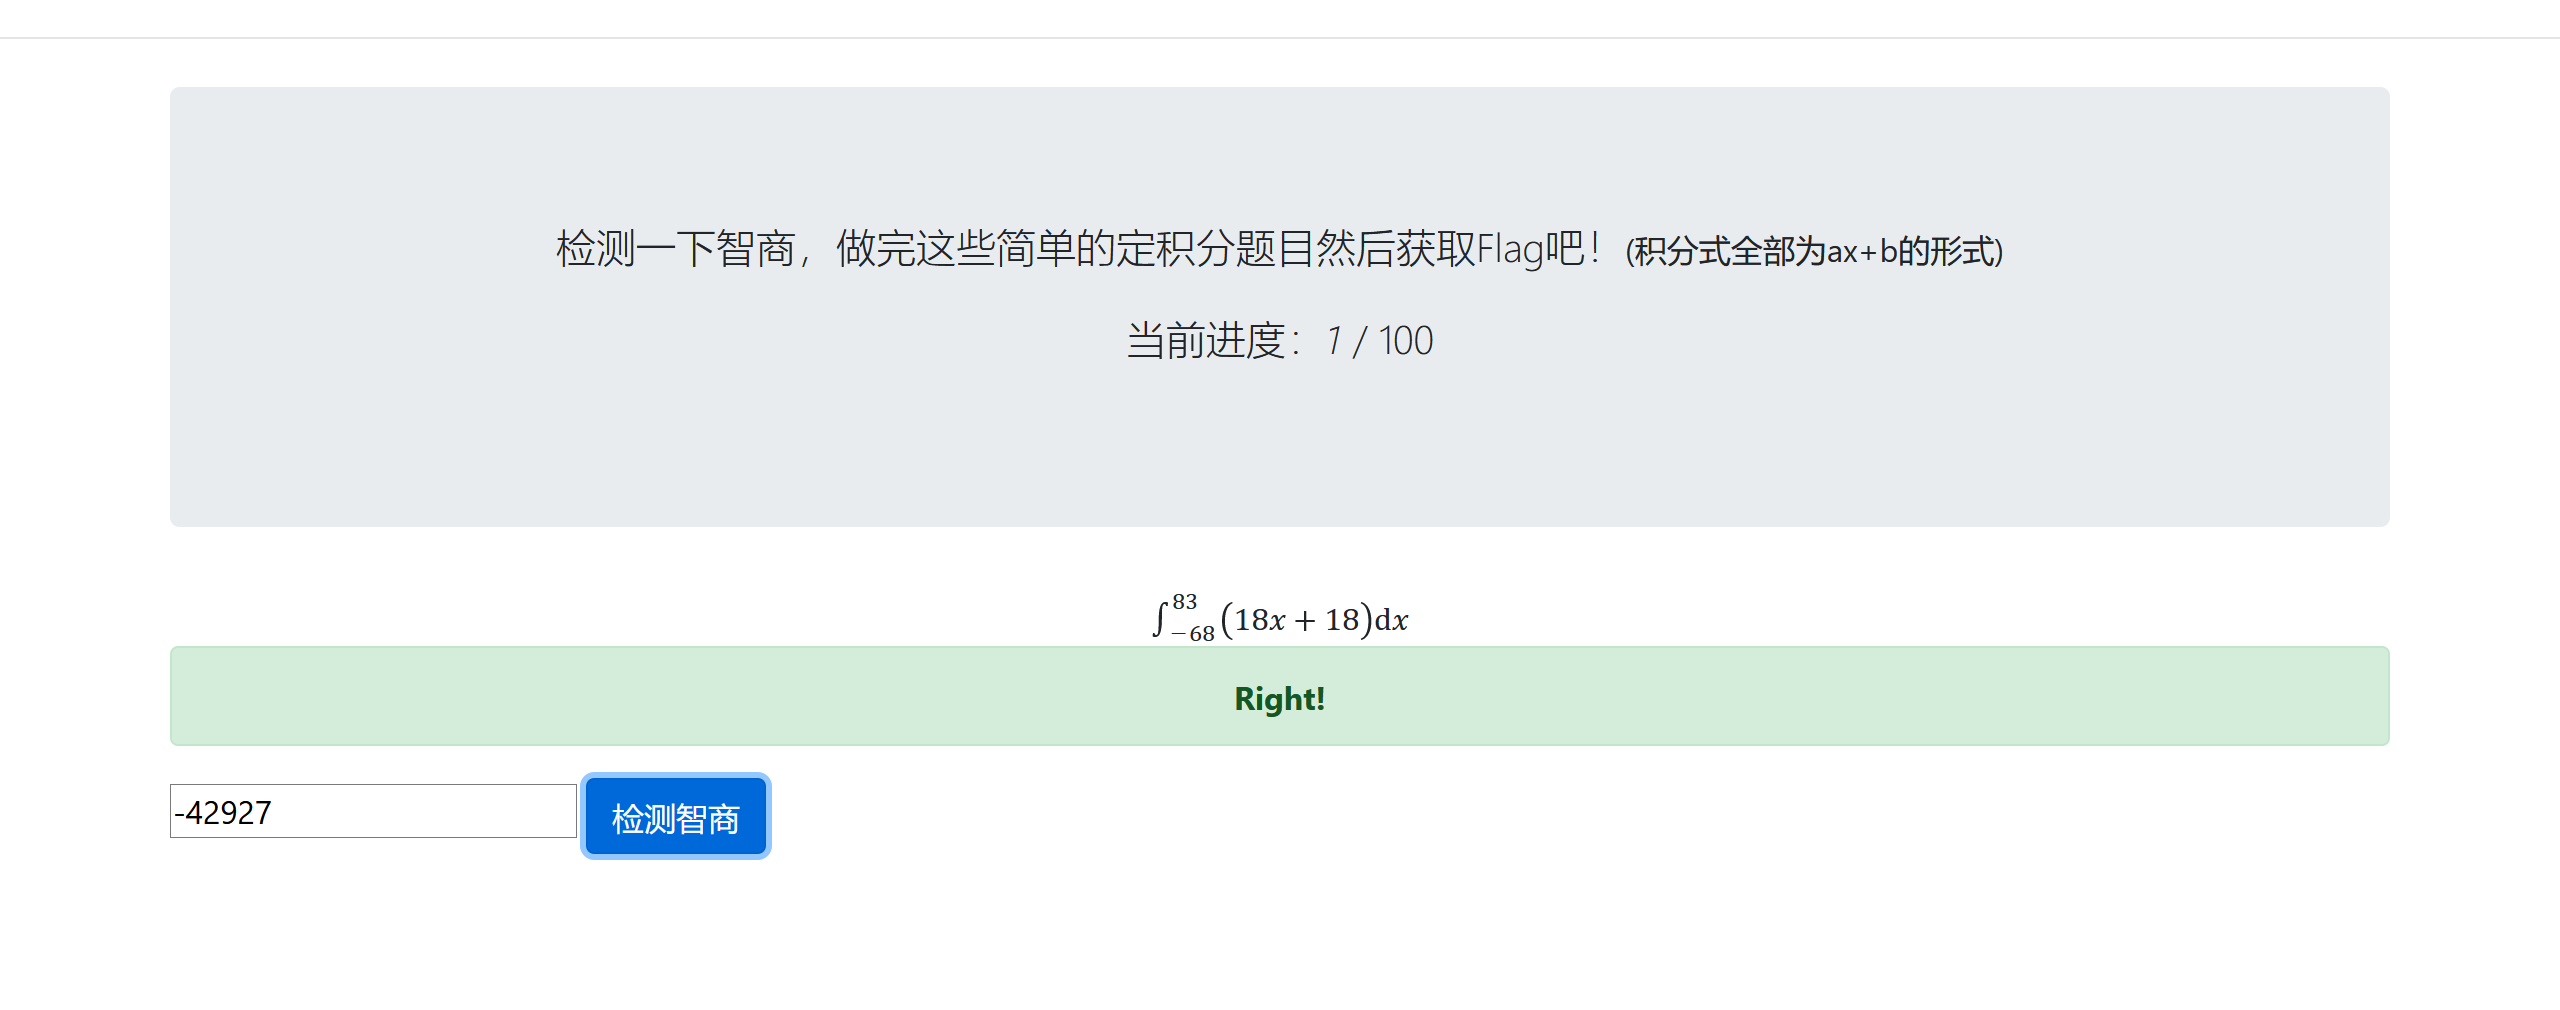 检测一下智商，做完这些简单的定积分题目然后获取Flag吧！(积分式全部为ax+b的形式)
当前进度：1 / 100
∫_{-68}^{83}(18x + 18)dx
Right!
-42927
检测智商